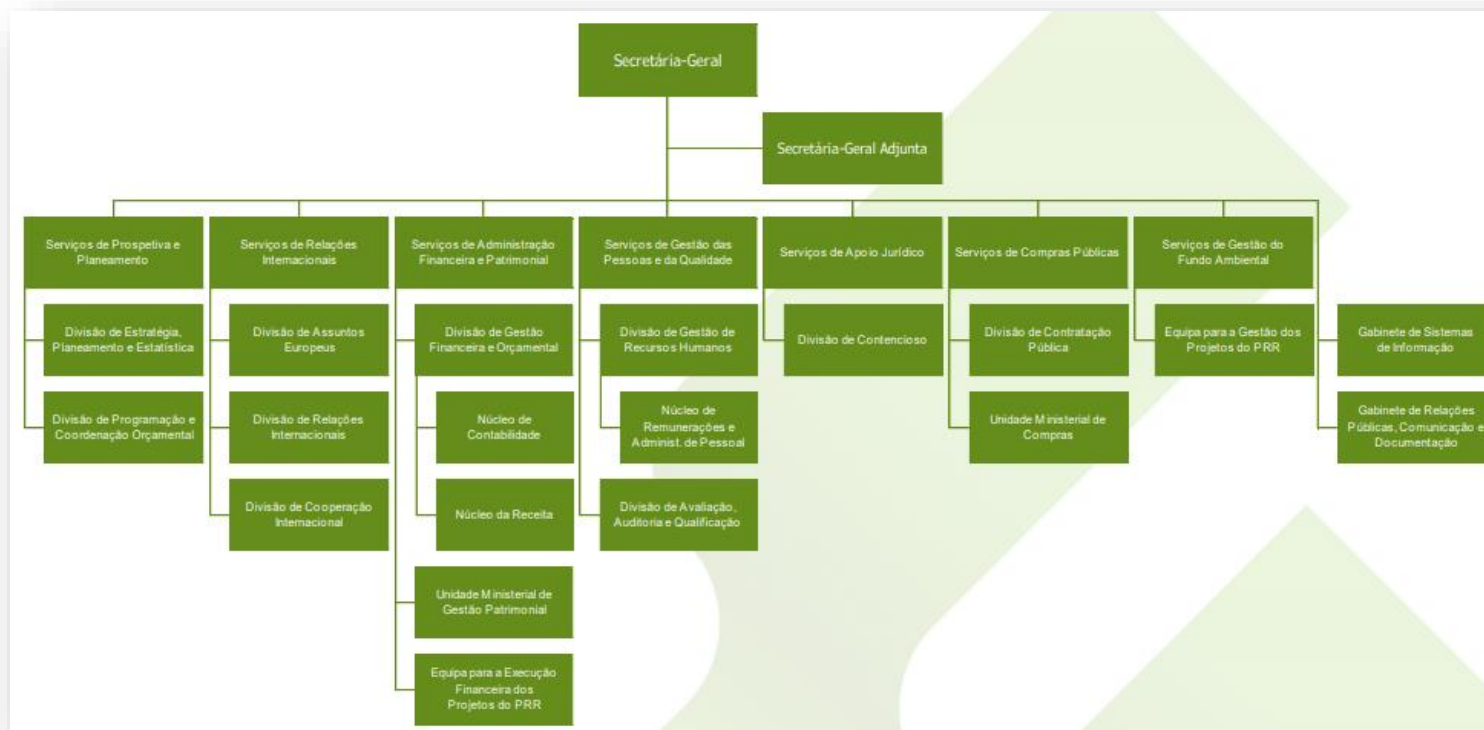 Secretária-Geral
Secretária-Geral Adjunta
Serviços de Prospetiva e
Planeamento
Serviços de Relações
Internacionais
Serviços de Administração
Financeira e Patrimonial
Serviços de Gestão das
Pessoas e da Qualidade
Serviços de Apoio Jurídico
Serviços de Compras Públicas
Serviços de Gestão do
Fundo Ambiental
Divisão de Estratégia,
Planeamento e Estatística
Divisão de Assuntos
Europeus
Divisão de Gestão
Financeira e Orçamental
Divisão de Gestão de
Recursos Humanos
Divisão de Contencioso
Divisão de Contratação
Pública
Equipa para a Gestão dos
Projetos do PRR
Gabinete de Sistemas
de Informação
Divisão de Programação e
Coordenação Orçamental
Divisão de Relações
Internacionais
Núcleo de
Contabilidade
Núcleo de
Remunerações e
Administ. de Pessoal
Unidade Ministerial de
Compras
Gabinete de Relações
Públicas, Comunicação e
Documentação
Divisão de Cooperação
Internacional
Núcleo da Receita
Divisão de Avaliação,
Auditoria e Qualificação
Unidade Ministerial de
Gestão Patrimonial
Equipa para a Execução
Financeira dos
Projetos do PRR